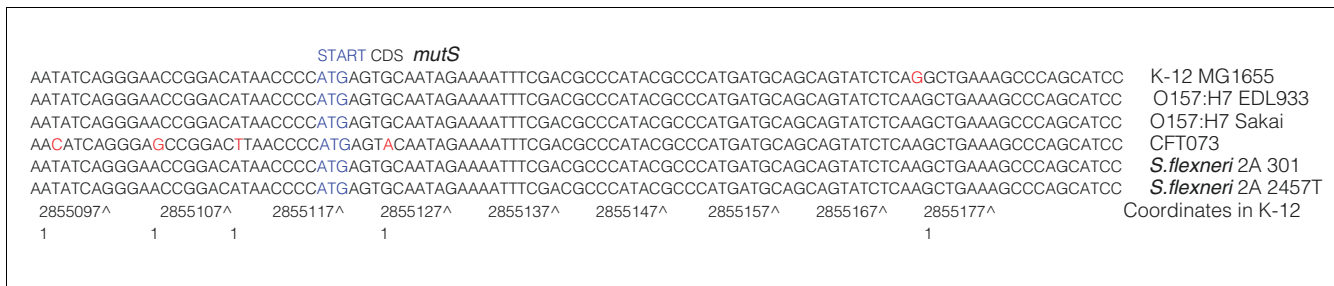 START CDS mutS
AATATCAGGGAACCGGACATAACCCCATGAGTGCAATAGAAAATTTCGACGCCCATACGCCCATGATGCAGCAGTATCTCAGGCTGAAAGCCCAGCATCC K-12 MG1655
AATATCAGGGAACCGGACATAACCCCATGAGTGCAATAGAAAATTTCGACGCCCATACGCCCATGATGCAGCAGTATCTCAAGCTGAAAGCCCAGCATCC O157:H7 EDL933
AATATCAGGGAACCGGACATAACCCCATGAGTGCAATAGAAAATTTCGACGCCCATACGCCCATGATGCAGCAGTATCTCAAGCTGAAAGCCCAGCATCC O157:H7 Sakai
AACATCAGGGAGCCGGACTTAACCCCATGAGTACAATAGAAAATTTCGACGCCCATACGCCCATGATGCAGCAGTATCTCAAGCTGAAAGCCCAGCATCC CFT073
AATATCAGGGAACCGGACATAACCCCATGAGTGCAATAGAAAATTTCGACGCCCATACGCCCATGATGCAGCAGTATCTCAAGCTGAAAGCCCAGCATCC S.flexneri 2A 301
AATATCAGGGAACCGGACATAACCCCATGAGTGCAATAGAAAATTTCGACGCCCATACGCCCATGATGCAGCAGTATCTCAAGCTGAAAGCCCAGCATCC S.flexneri 2A 2457T
2855097^ 2855107^ 2855117^ 2855127^ 2855137^ 2855147^ 2855157^ 2855167^ 2855177^ Coordinates in K-12
1 1 1 1 1